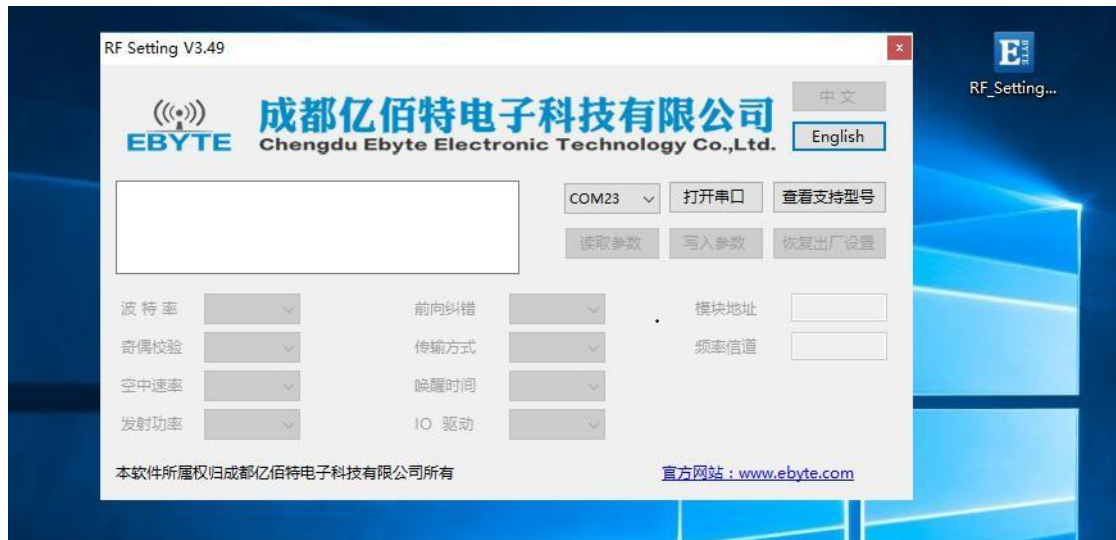 RF Setting V3.49
x
EBYTE
RF_Setting...
EBYTE
成都亿佰特电子科技有限公司
Chengdu Ebyte Electronic Technology Co.,Ltd.
中文
English
COM23
打开串口
查看支持型号
读取参数
写入参数
恢复出厂设置
波特率
前向纠错
模块地址
奇偶校验
传输方式
频率信道
空中速率
唤醒时间
发射功率
IO 驱动
本软件所属权归成都亿佰特电子科技有限公司所有
官方网站：www.ebyte.com